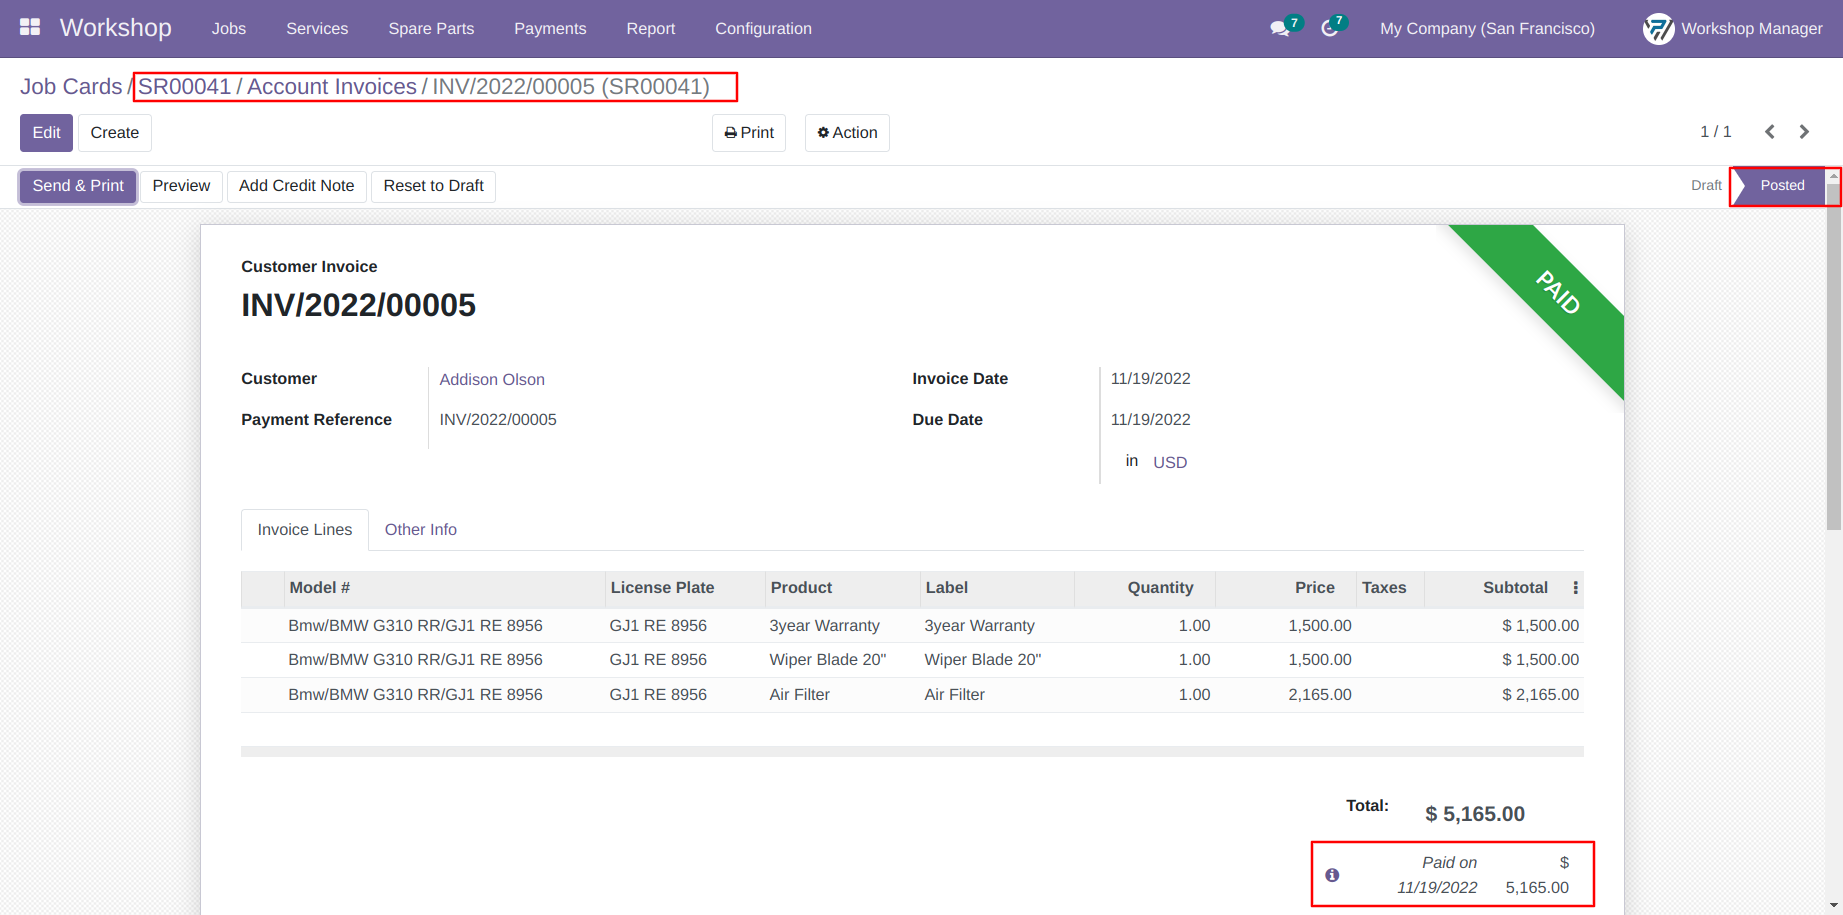 Workshop Jobs Services Spare Parts Payments Report Configuration 7 7 My Company (San Francisco) Workshop Manager
Job Cards / SR00041 / Account Invoices / INV/2022/00005 (SR00041)
Edit Create Print Action 1 / 1
Send & Print Preview Add Credit Note Reset to Draft Draft Posted
PAID
Customer Invoice
INV/2022/00005
Customer Addison Olson Invoice Date 11/19/2022
Payment Reference INV/2022/00005 Due Date 11/19/2022
in USD
Invoice Lines Other Info
Model # License Plate Product Label Quantity Price Taxes Subtotal
Bmw/BMW G310 RR/GJ1 RE 8956 GJ1 RE 8956 3year Warranty 3year Warranty 1.00 1,500.00 $ 1,500.00
Bmw/BMW G310 RR/GJ1 RE 8956 GJ1 RE 8956 Wiper Blade 20" Wiper Blade 20" 1.00 1,500.00 $ 1,500.00
Bmw/BMW G310 RR/GJ1 RE 8956 GJ1 RE 8956 Air Filter Air Filter 1.00 2,165.00 $ 2,165.00
Total: $ 5,165.00
Paid on $
11/19/2022 5,165.00